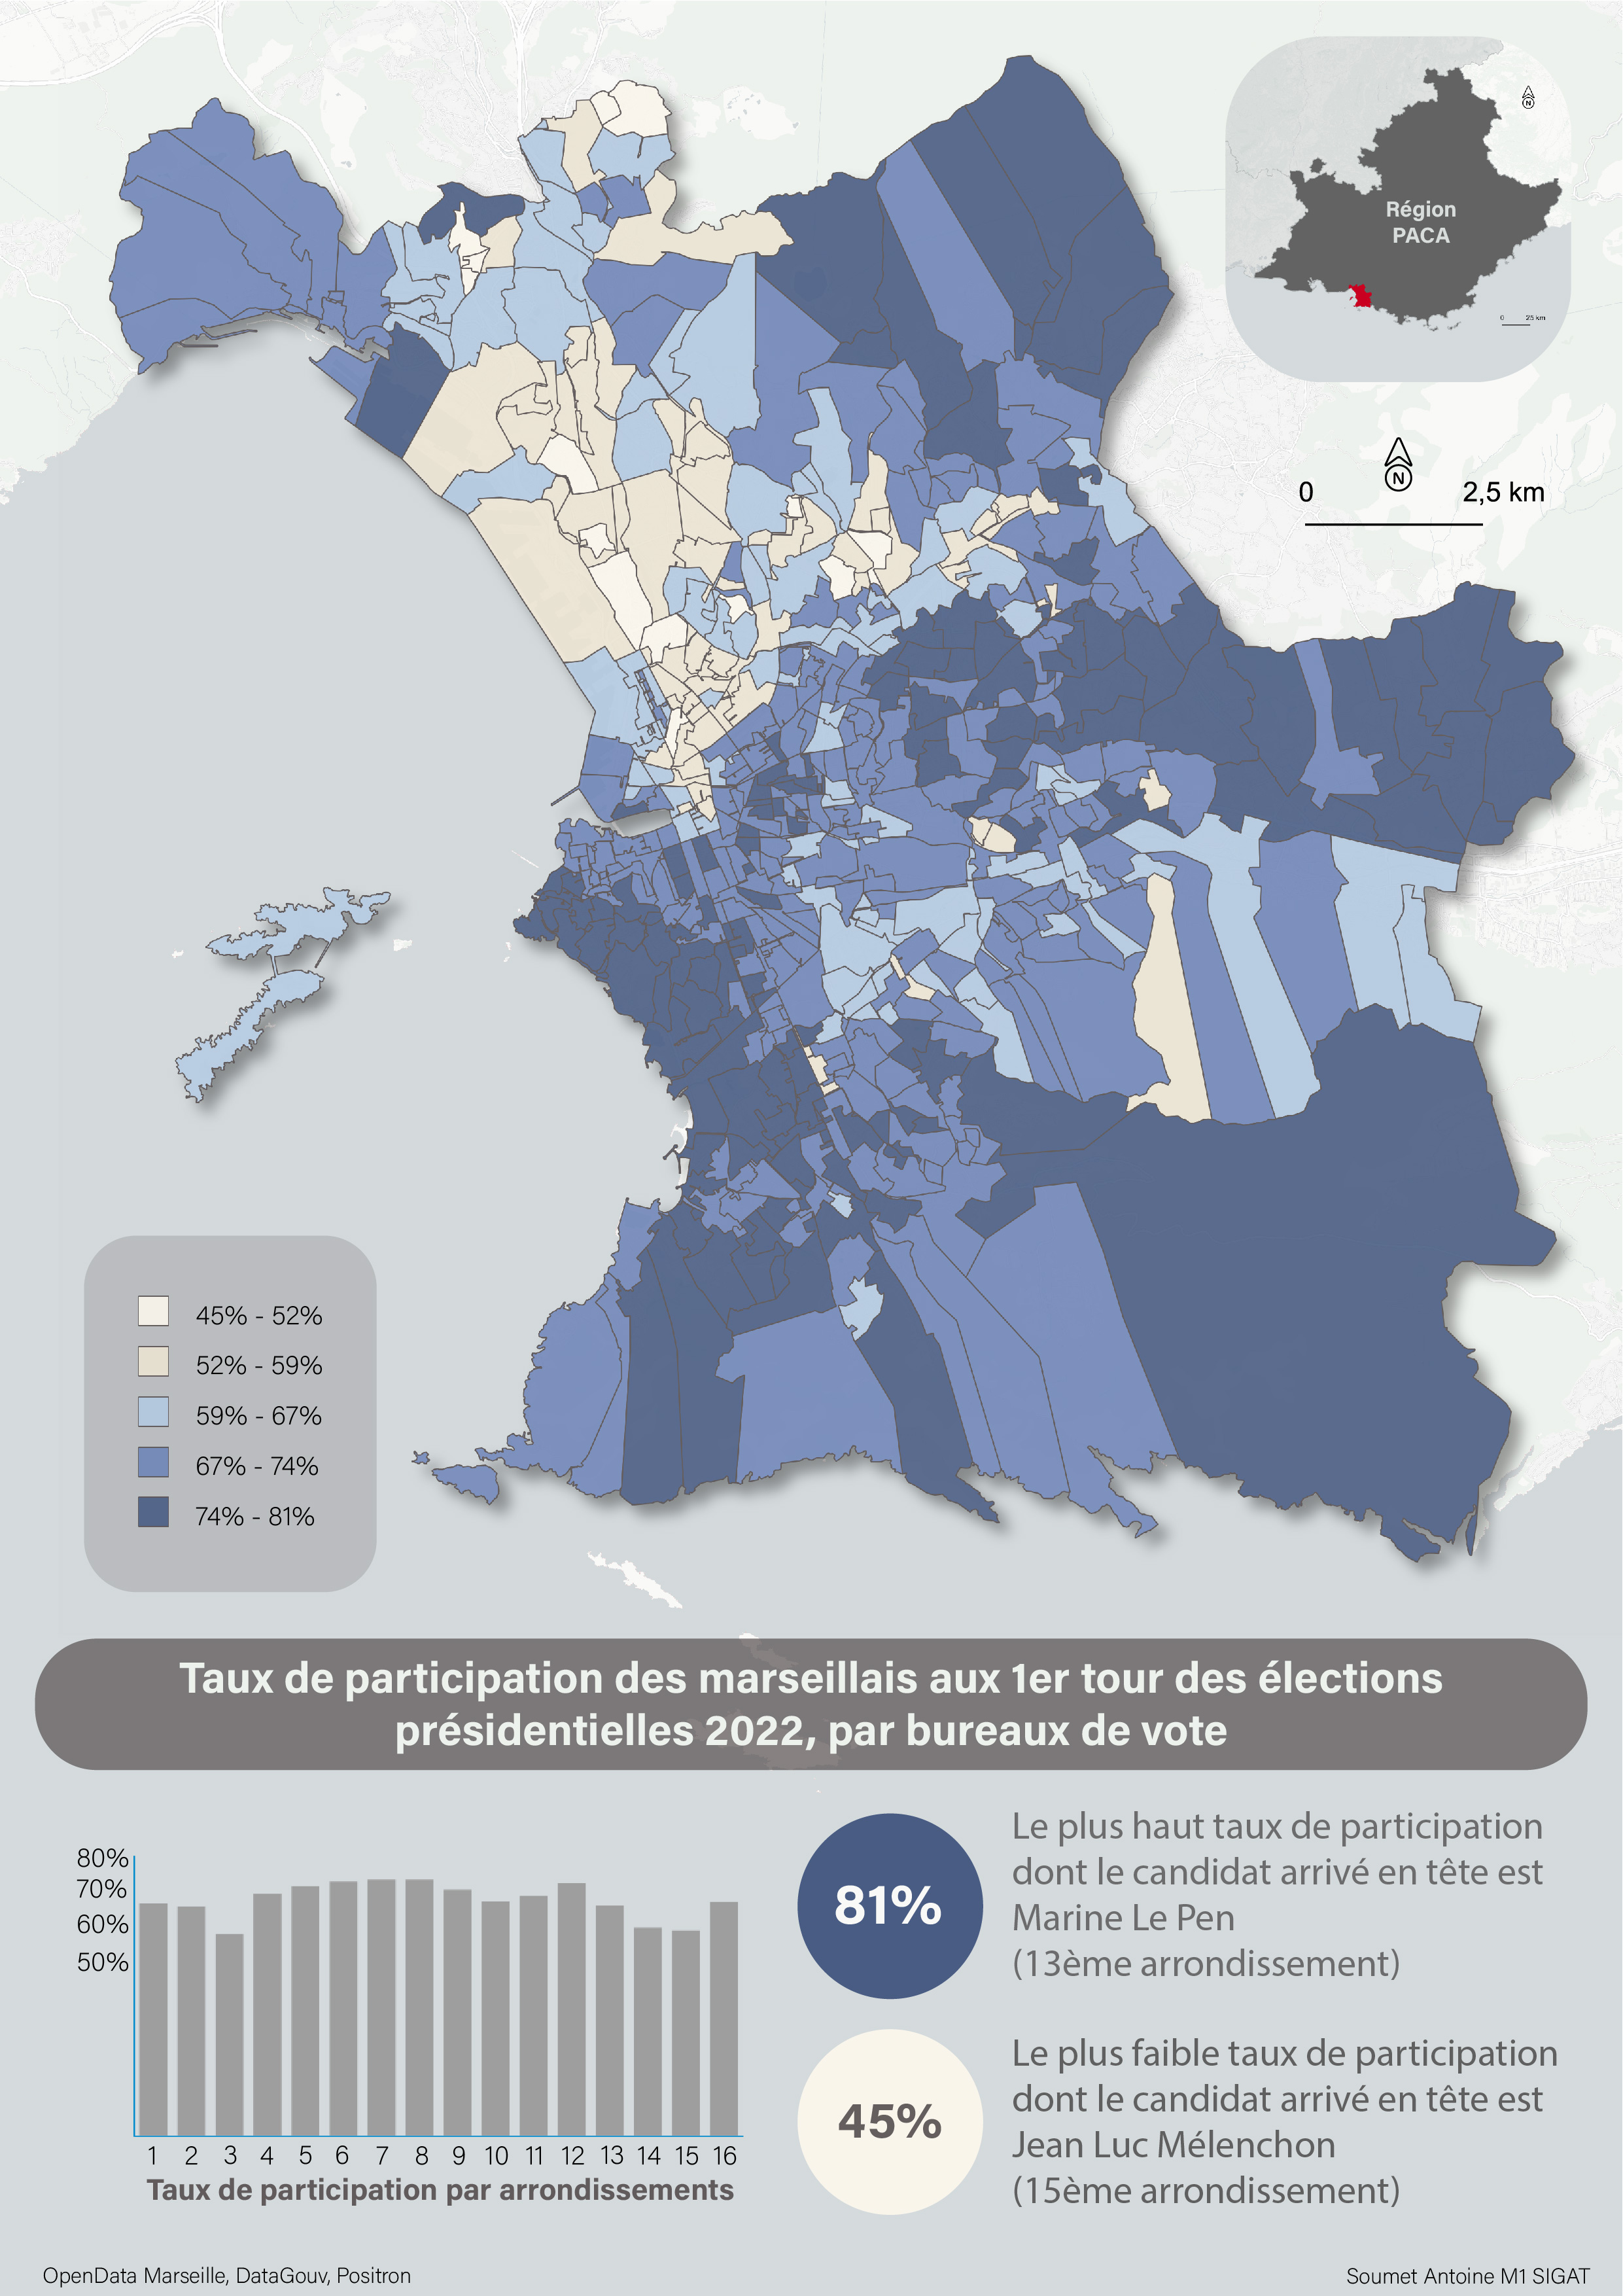 N
Région
PACA
0 25 km
N
0 2,5 km
45% - 52%
52% - 59%
59% - 67%
67% - 74%
74% - 81%
Taux de participation des marseillais aux 1er tour des élections
présidentielles 2022, par bureaux de vote
80%
70%
60%
50%
1 2 3 4 5 6 7 8 9 10 11 12 13 14 15 16
Taux de participation par arrondissements
81%
Le plus haut taux de participation
dont le candidat arrivé en tête est
Marine Le Pen
(13ème arrondissement)
45%
Le plus faible taux de participation
dont le candidat arrivé en tête est
Jean Luc Mélenchon
(15ème arrondissement)
OpenData Marseille, DataGouv, Positron
Soumet Antoine M1 SIGAT